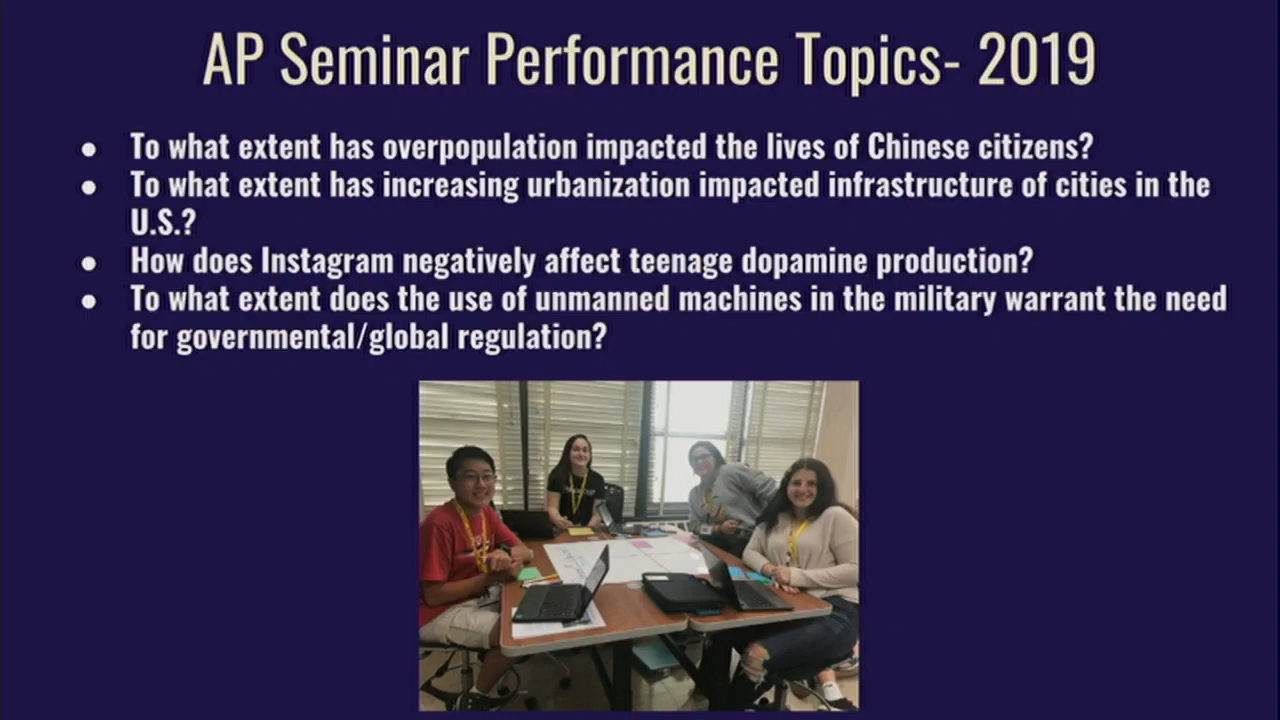 AP Seminar Performance Topics- 2019
● To what extent has overpopulation impacted the lives of Chinese citizens?
● To what extent has increasing urbanization impacted infrastructure of cities in the
U.S.?
● How does Instagram negatively affect teenage dopamine production?
● To what extent does the use of unmanned machines in the military warrant the need
for governmental/global regulation?